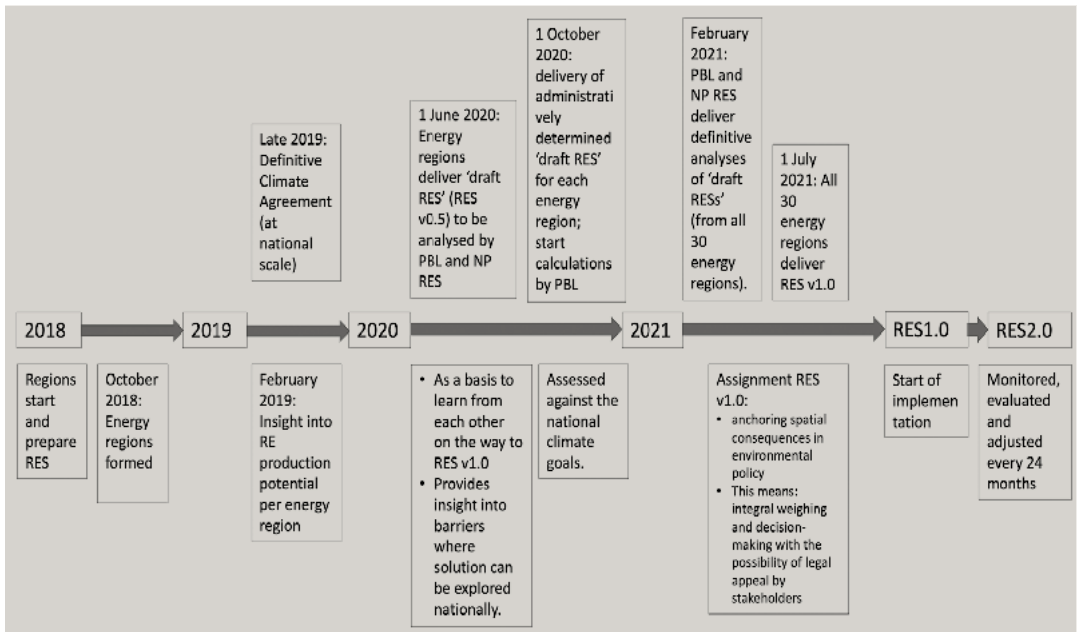 Late 2019:
Definitive
Climate
Agreement
(at
national
scale)
1 June 2020:
Energy
regions
deliver ‘draft
RES’ (RES
v0.5) to be
analysed by
PBL and NP
RES
1 October
2020:
delivery of
administrati
vely
determined
‘draft RES’
for each
energy
region;
start
calculations
by PBL
February
2021:
PBL and
NP RES
deliver
definitive
analyses
of ‘draft
RESs’
(from all
30
energy
regions).
1 July
2021: All
30
energy
regions
deliver
RES v1.0
2018
2019
2020
2021
RES1.0
RES2.0
Regions
start
and
prepare
RES
October
2018:
Energy
regions
formed
February
2019:
Insight into
RE
production
potential
per energy
region
• As a basis to
learn from
each other
on the way to
RES v1.0
• Provides
insight into
barriers
where
solution can
be explored
nationally.
Assessed
against the
national
climate
goals.
Assignment RES
v1.0:
• anchoring spatial
consequences in
environmental
policy
• This means:
integral weighing
and decision-
making with the
possibility of legal
appeal by
stakeholders
Start of
implemen
tation
Monitored,
evaluated
and
adjusted
every 24
months